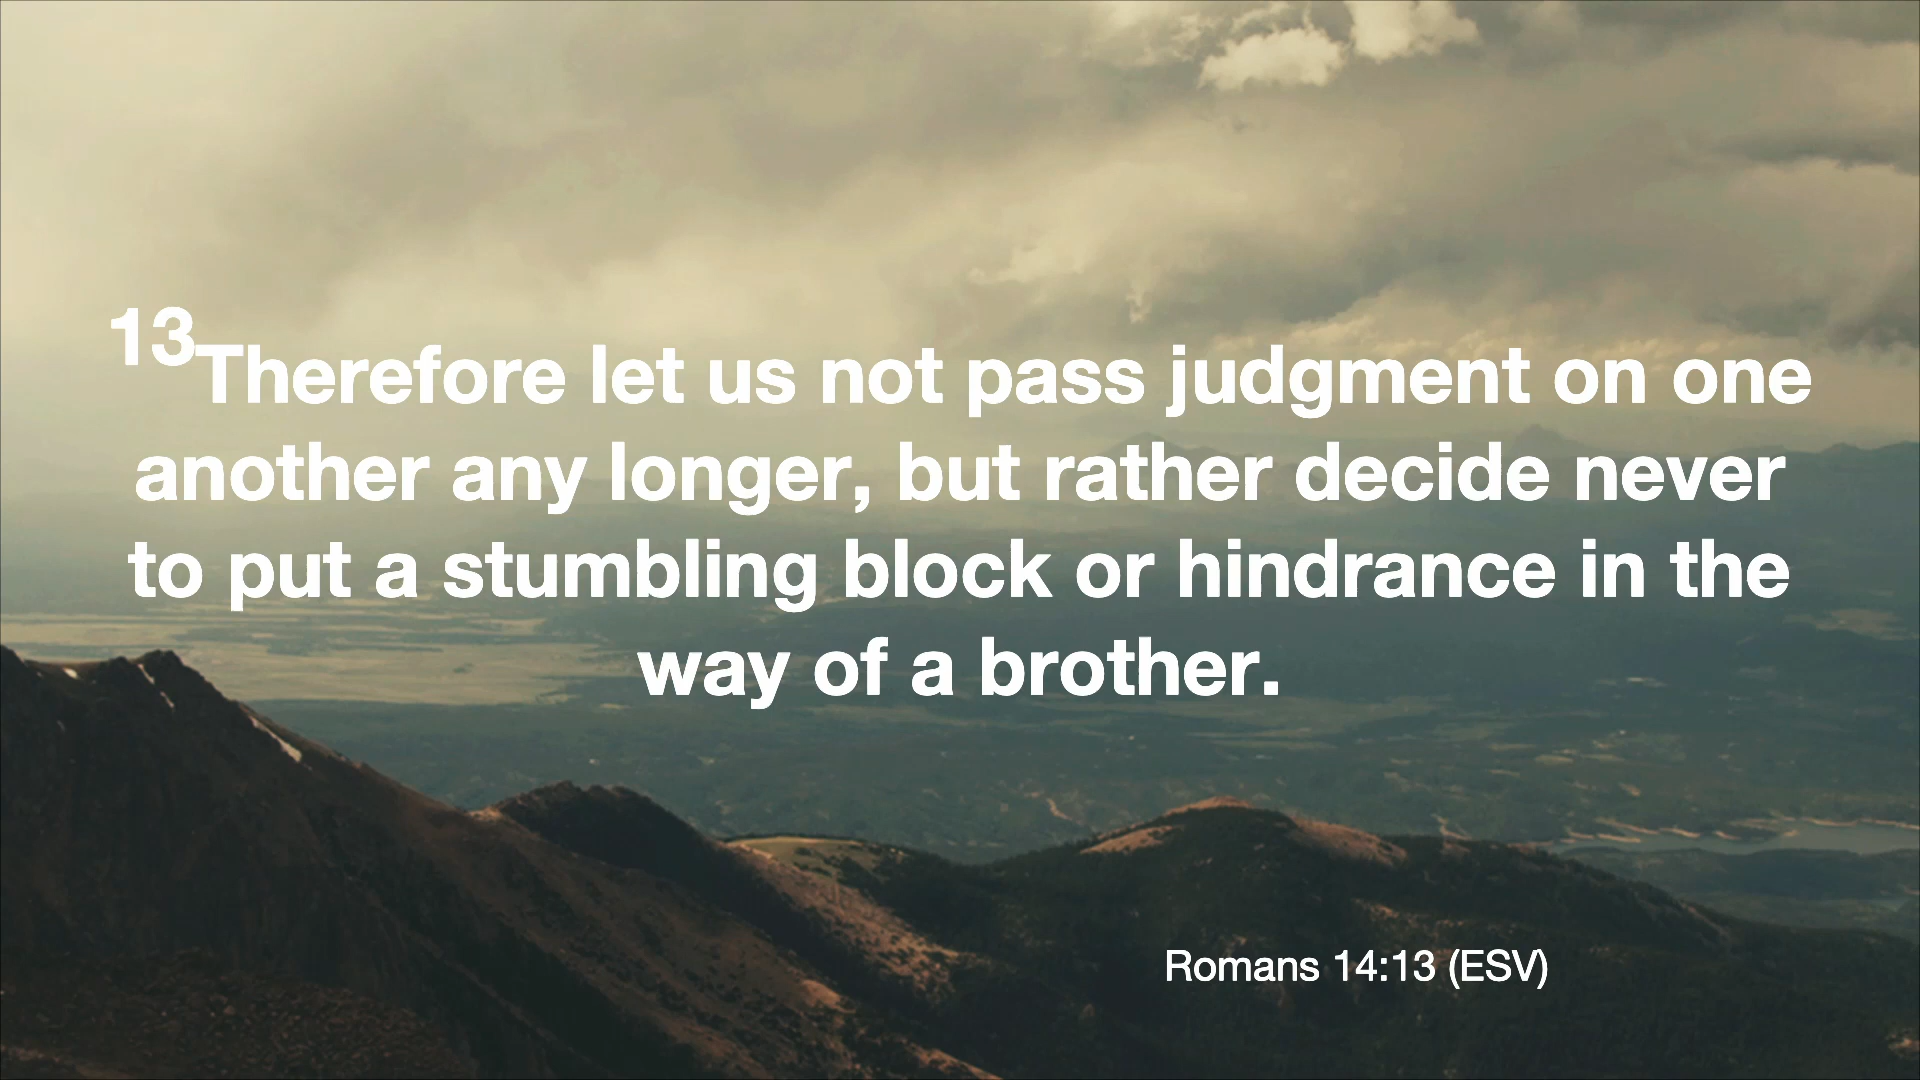 13Therefore let us not pass judgment on one
another any longer, but rather decide never
to put a stumbling block or hindrance in the
way of a brother.
Romans 14:13 (ESV)